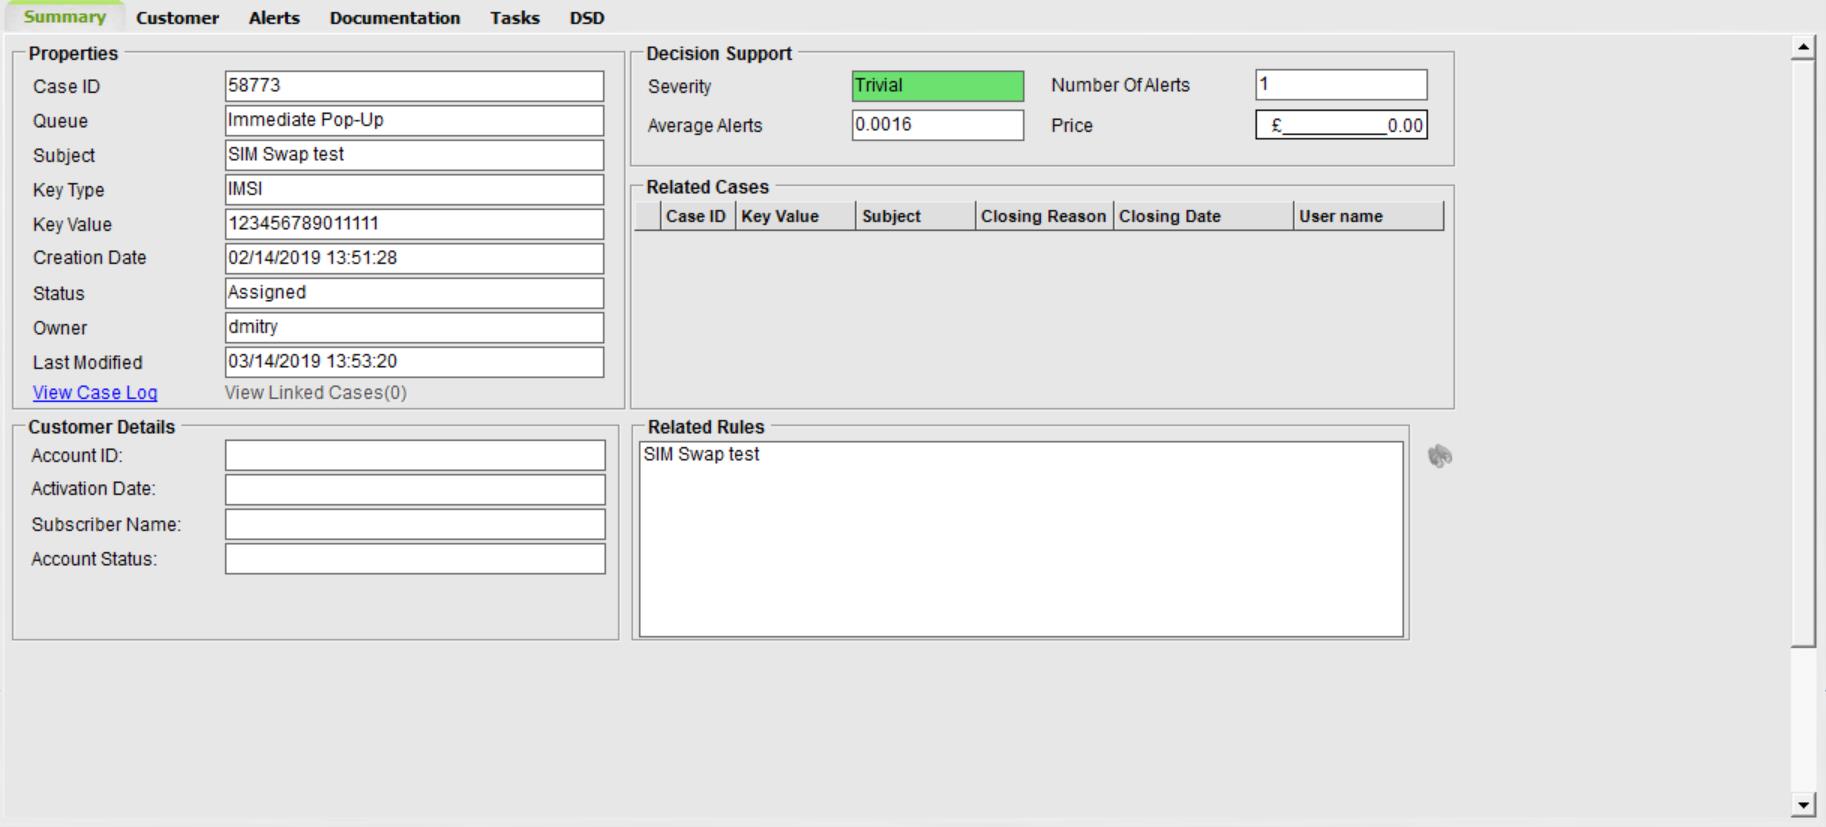 Summary Customer Alerts Documentation Tasks DSD
Properties
Case ID 58773
Queue Immediate Pop-Up
Subject SIM Swap test
Key Type IMSI
Key Value 123456789011111
Creation Date 02/14/2019 13:51:28
Status Assigned
Owner dmitry
Last Modified 03/14/2019 13:53:20
View Case Log View Linked Cases(0)
Decision Support
Severity Trivial Number Of Alerts 1
Average Alerts 0.0016 Price £__________0.00
Related Cases
Case ID Key Value Subject Closing Reason Closing Date User name
Customer Details
Account ID:
Activation Date:
Subscriber Name:
Account Status:
Related Rules
SIM Swap test